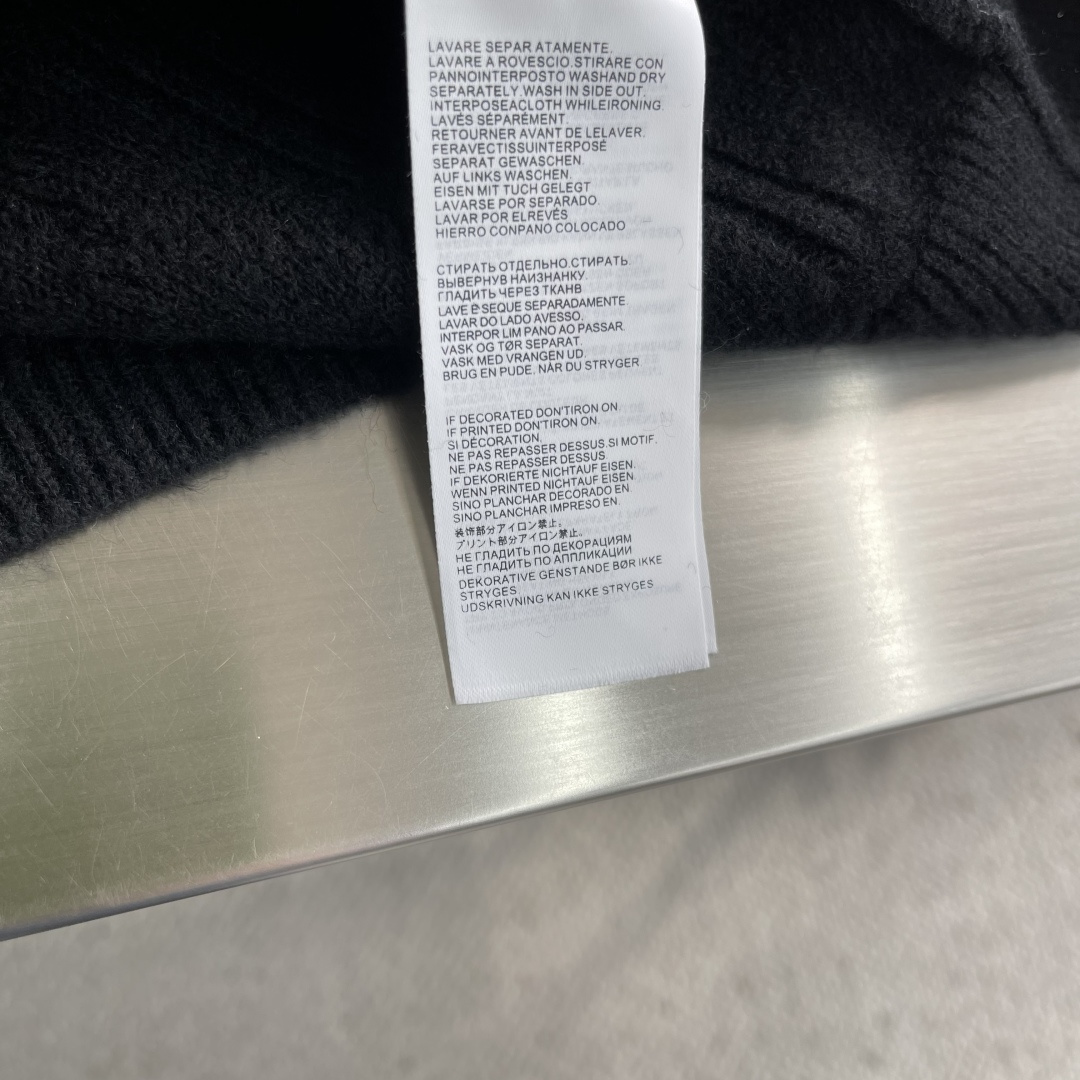 LAVARE SEPAR ATAMENTE.
LAVARE A ROVESCIO.STIRARE CON
PANNOINTERPOSTO WASHAND DRY
SEPARATELY.WASH IN SIDE OUT.
INTERPOSEACLOTH WHILEIRONING.
LAVÉS SÉPARÉMENT.
RETOURNER AVANT DE LELAVER.
FERAVECTISSUINTERPOSÉ
SEPARAT GEWASCHEN.
AUF LINKS WASCHEN.
EISEN MIT TUCH GELEGT
LAVARSE POR SEPARADO.
LAVAR POR ELREVÉS
HIERRO CONPANO COLOCADO
СТИРАТЬ ОТДЕЛЬНО.СТИРАТЬ.
ВЫВЕРНУВ НАИЗНАНКУ.
ГЛАДИТЬ ЧЕРЕЗ ТКАНВ
LAVE E SEQUE SEPARADAMENTE.
LAVAR DO LADO AVESSO.
INTERPOR LIM PANO AO PASSAR.
VASK OG TØR SEPARAT.
VASK MED VRANGEN UD.
BRUG EN PUDE, NÅR DU STRYGER.
IF DECORATED DON'TIRON ON.
IF PRINTED DON'TIRON ON.
SI DÉCORATION,
NE PAS REPASSER DESSUS.SI MOTIF.
NE PAS REPASSER DESSUS.
IF DEKORIERTE NICHTAUF EISEN.
WENN PRINTED NICHTAUF EISEN.
SINO PLANCHAR DECORADO EN.
SINO PLANCHAR IMPRESO EN.
装饰部分アイロン禁止。
プリント部分アイロン禁止。
НЕ ГЛАДИТЬ ПО ДЕКОРАЦИЯМ
НЕ ГЛАДИТЬ ПО АППЛИКАЦИИ
DEKORATIVE GENSTANDE BØR IKKE
STRYGES.
UDSKRIVNING KAN IKKE STRYGES.